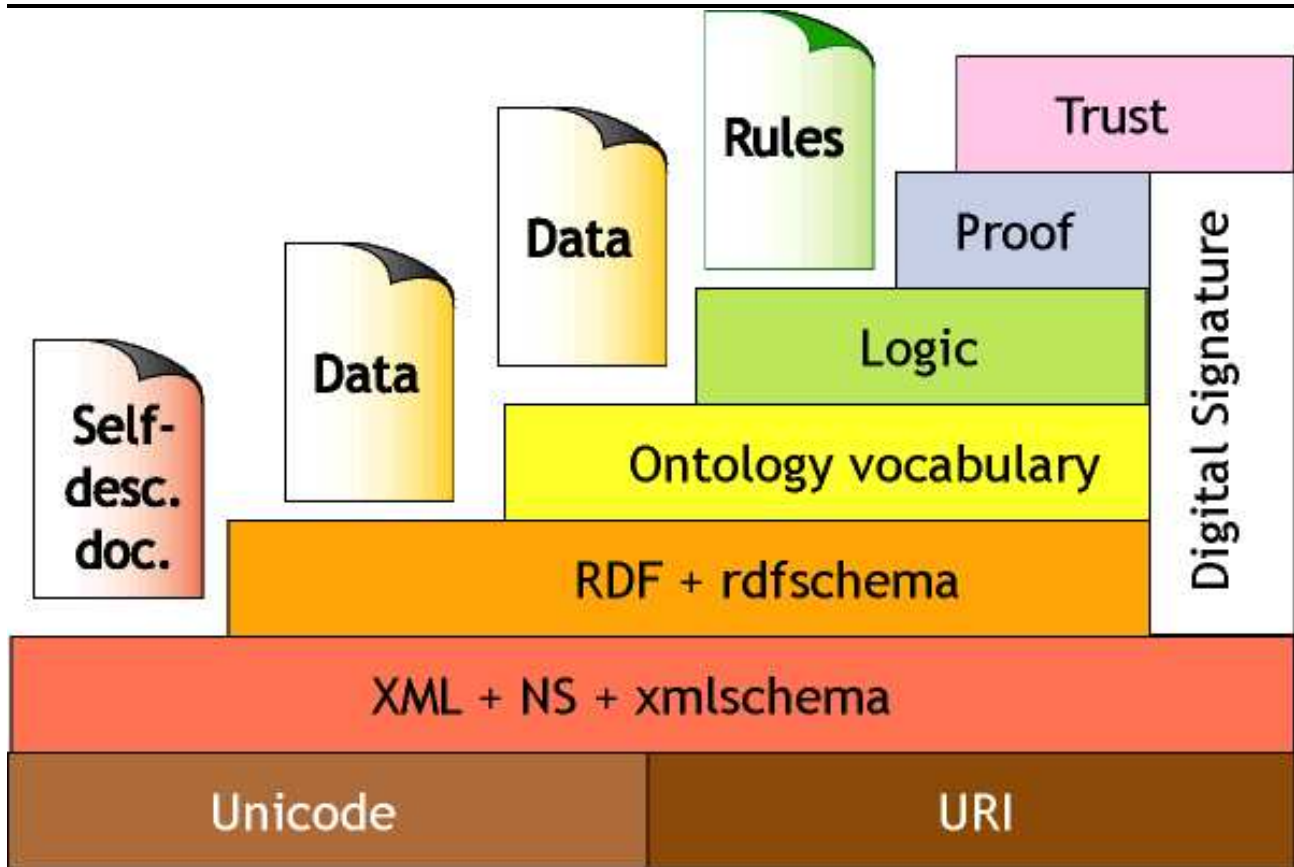 Rules
Trust
Data
Proof
Data
Logic
Self-
desc.
doc.
Ontology vocabulary
Digital Signature
RDF + rdfschema
XML + NS + xmlschema
Unicode
URI